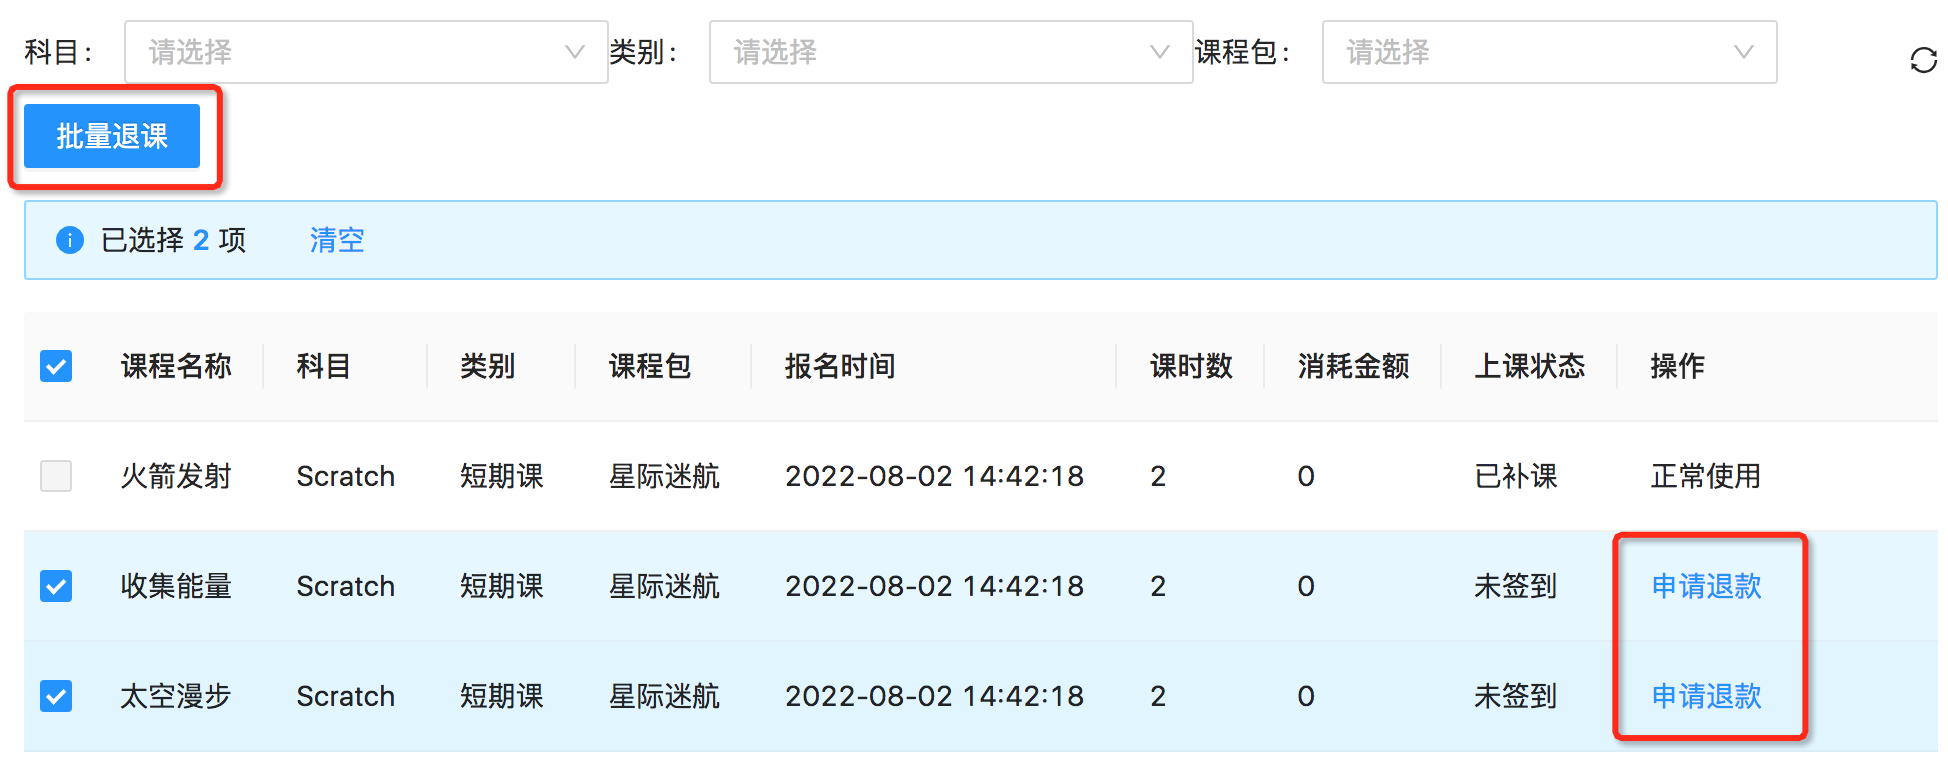 科目： 请选择 类别： 请选择 课程包： 请选择
批量退课
已选择 2 项 清空
课程名称 科目 类别 课程包 报名时间 课时数 消耗金额 上课状态 操作
火箭发射 Scratch 短期课 星际迷航 2022-08-02 14:42:18 2 0 已补课 正常使用
收集能量 Scratch 短期课 星际迷航 2022-08-02 14:42:18 2 0 未签到 申请退款
太空漫步 Scratch 短期课 星际迷航 2022-08-02 14:42:18 2 0 未签到 申请退款